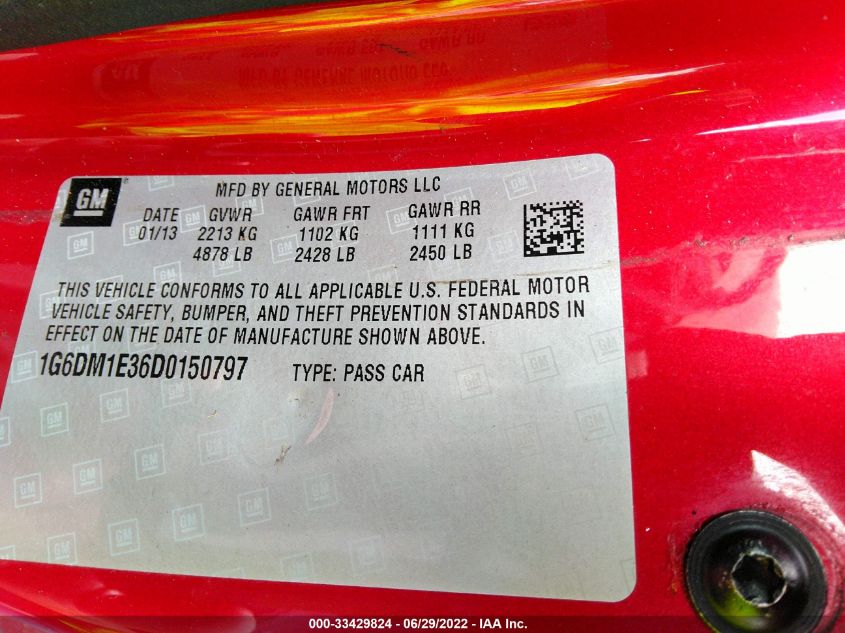 GM
MFD BY GENERAL MOTORS LLC
DATE GVWR GAWR FRT GAWR RR
01/13 2213 KG 1102 KG 1111 KG
4878 LB 2428 LB 2450 LB
THIS VEHICLE CONFORMS TO ALL APPLICABLE U.S. FEDERAL MOTOR
VEHICLE SAFETY, BUMPER, AND THEFT PREVENTION STANDARDS IN
EFFECT ON THE DATE OF MANUFACTURE SHOWN ABOVE.
1G6DM1E36D0150797 TYPE: PASS CAR
000-33429824 - 06/29/2022 - IAA Inc.